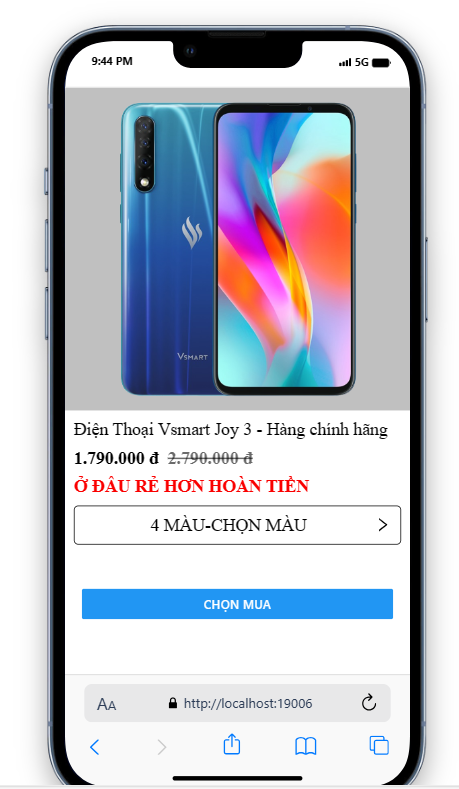 9:44 PM
5G
VSMART
Điện Thoại Vsmart Joy 3 - Hàng chính hãng
1.790.000 đ 2.790.000 đ
Ở ĐÂU RẺ HƠN HOÀN TIỀN
4 MÀU-CHỌN MÀU
CHỌN MUA
AA http://localhost:19006